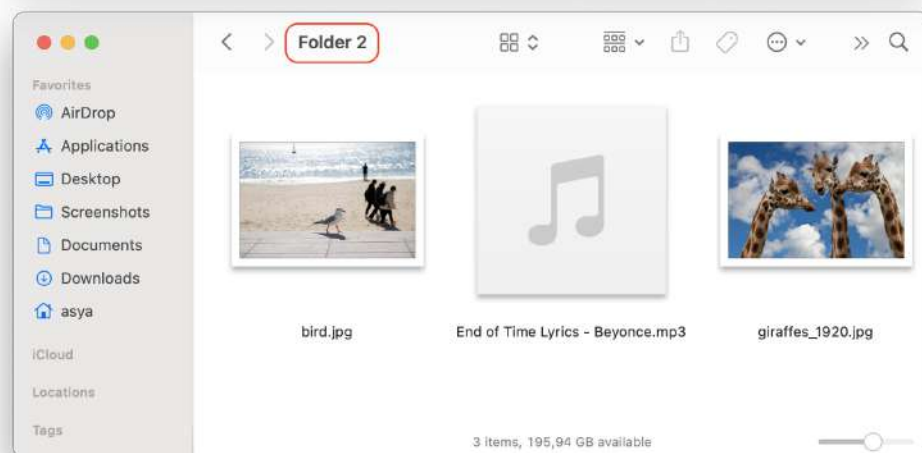 Folder 2
Favorites
AirDrop
Applications
Desktop
Screenshots
Documents
Downloads
asya
iCloud
Locations
Tags
bird.jpg
End of Time Lyrics - Beyonce.mp3
giraffes_1920.jpg
3 items, 195,94 GB available